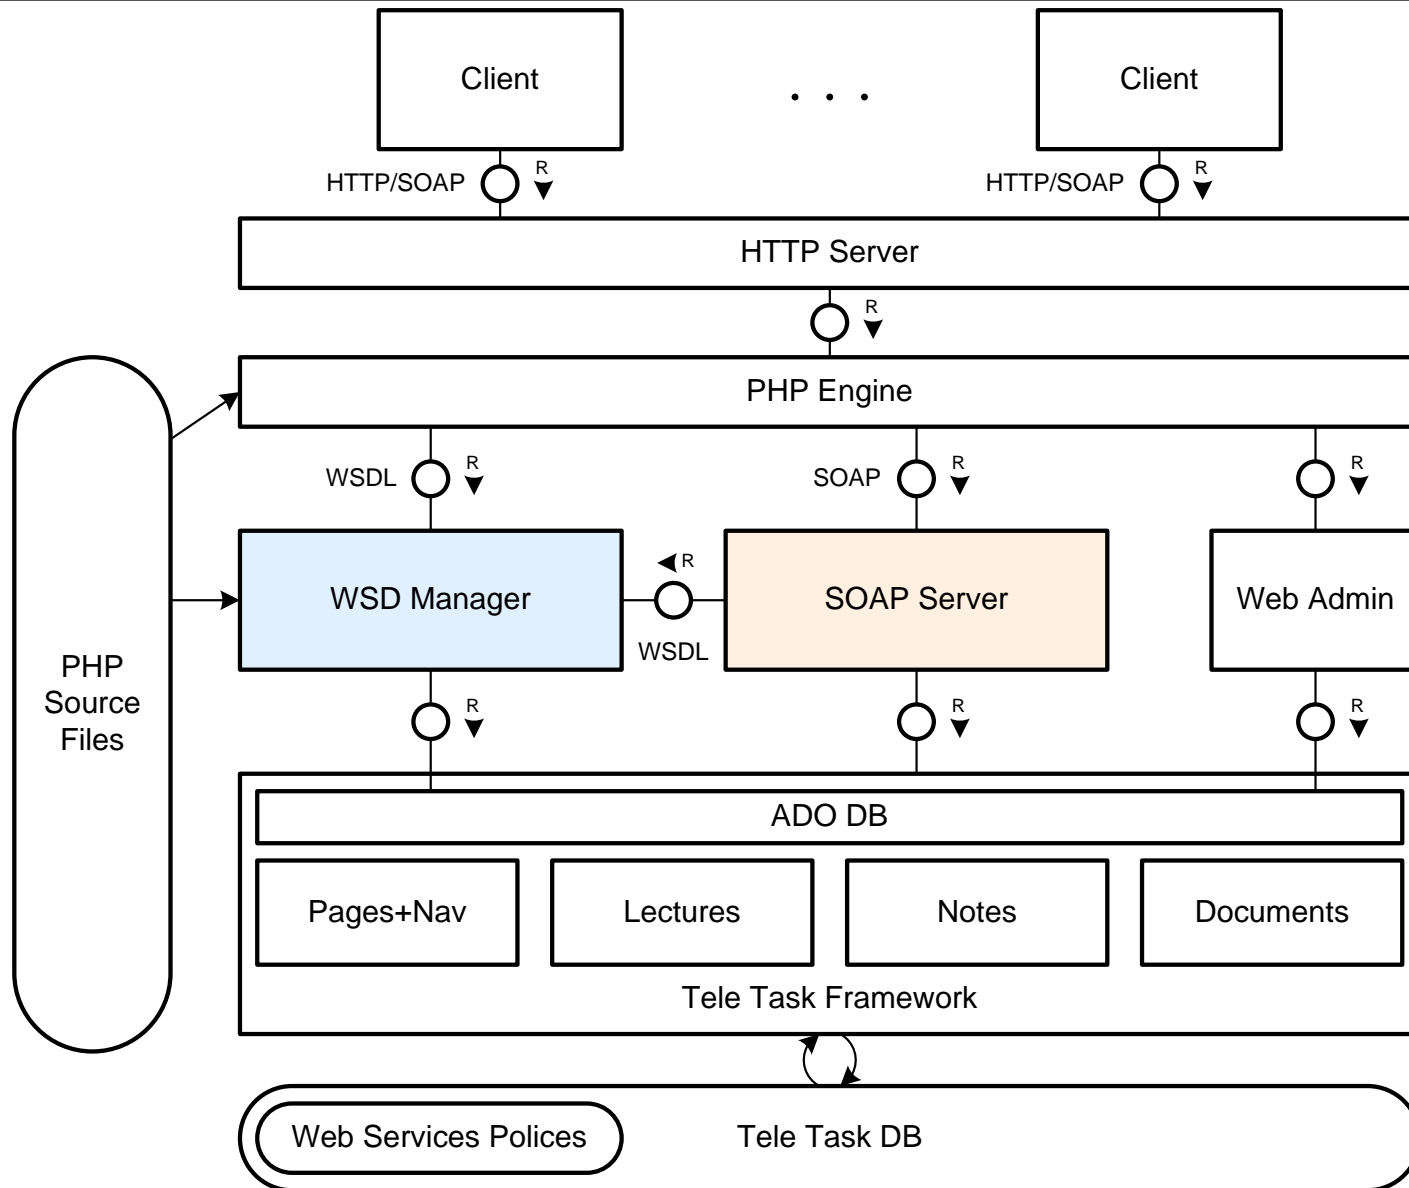 Client
. . .
Client
HTTP/SOAP
R
HTTP/SOAP
R
HTTP Server
R
PHP Engine
WSDL
R
SOAP
R
R
WSD Manager
R
WSDL
SOAP Server
Web Admin
PHP
Source
Files
R
R
R
ADO DB
Pages+Nav
Lectures
Notes
Documents
Tele Task Framework
Web Services Polices
Tele Task DB